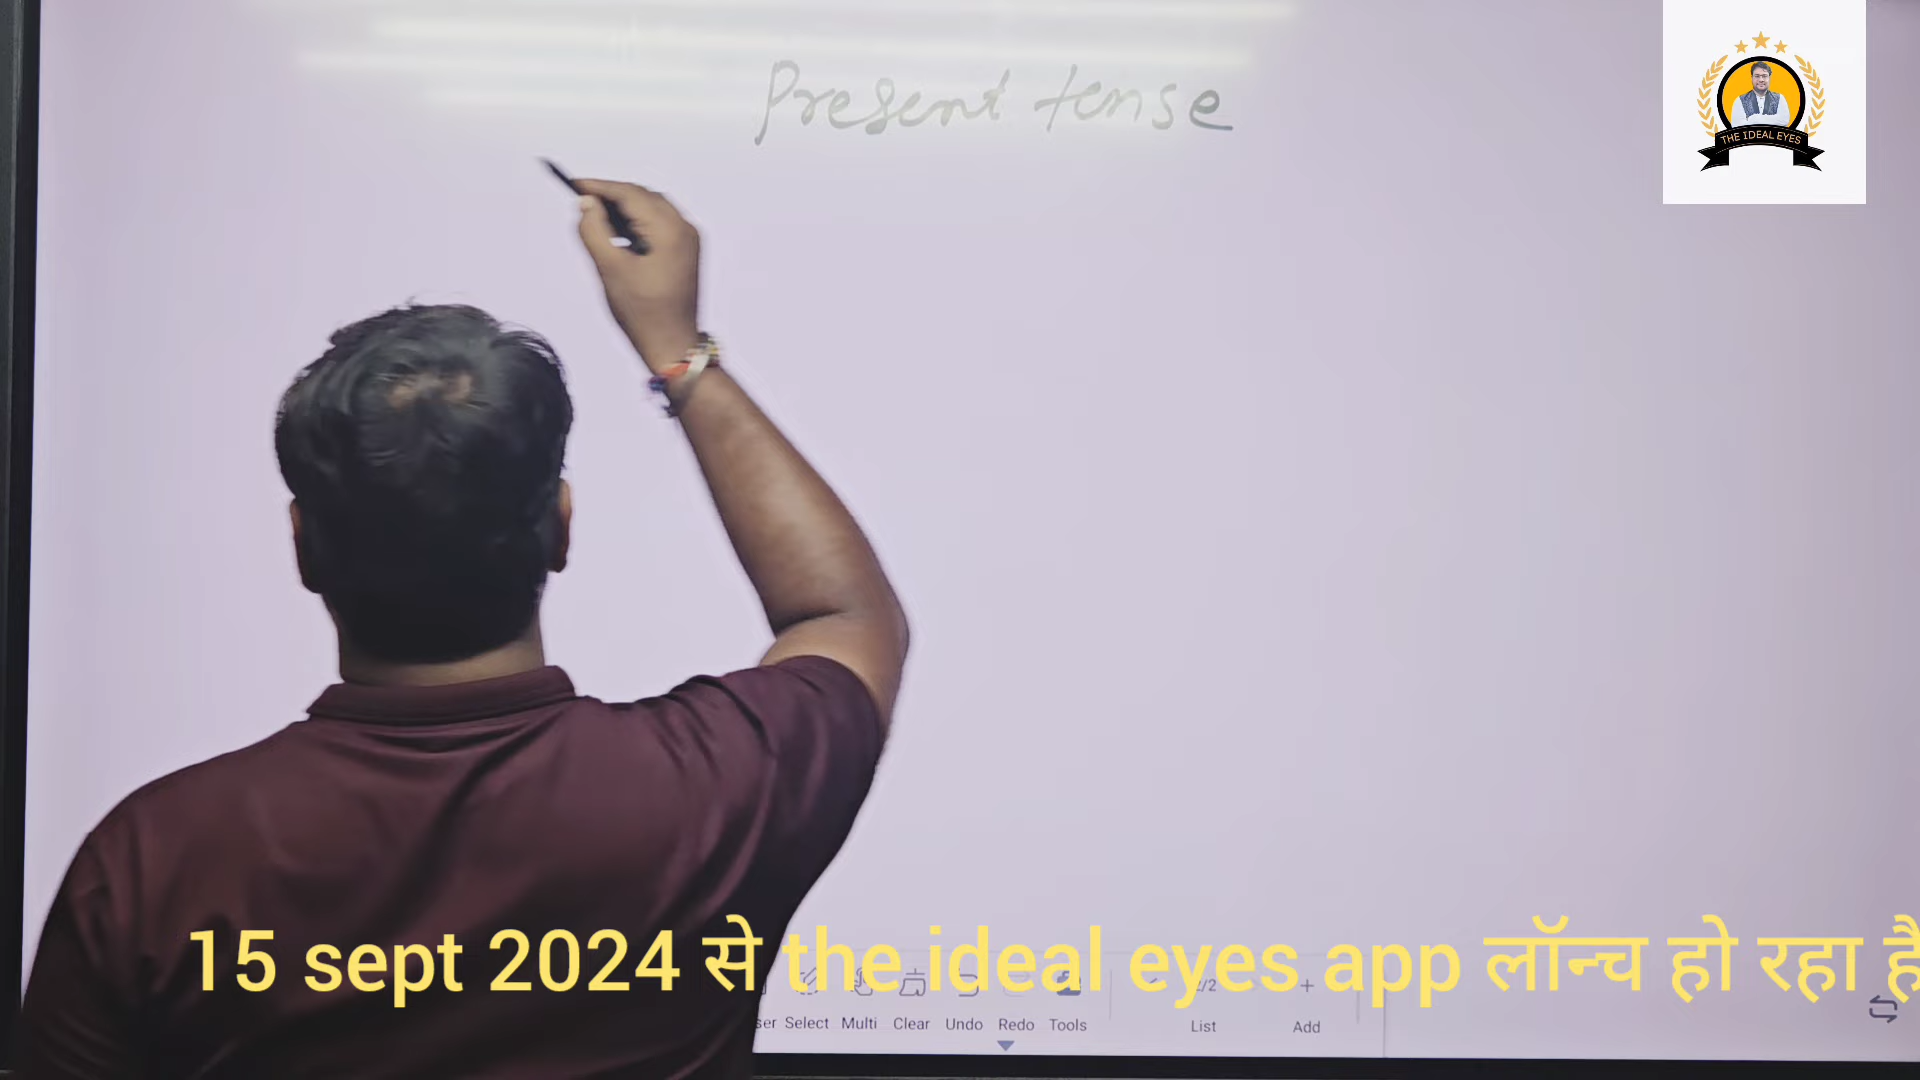 Present tense
THE IDEAL EYES
15 sept 2024 से the ideal eyes app लॉन्च हो रहा है
Select Multi Clear Undo Redo Tools List Add